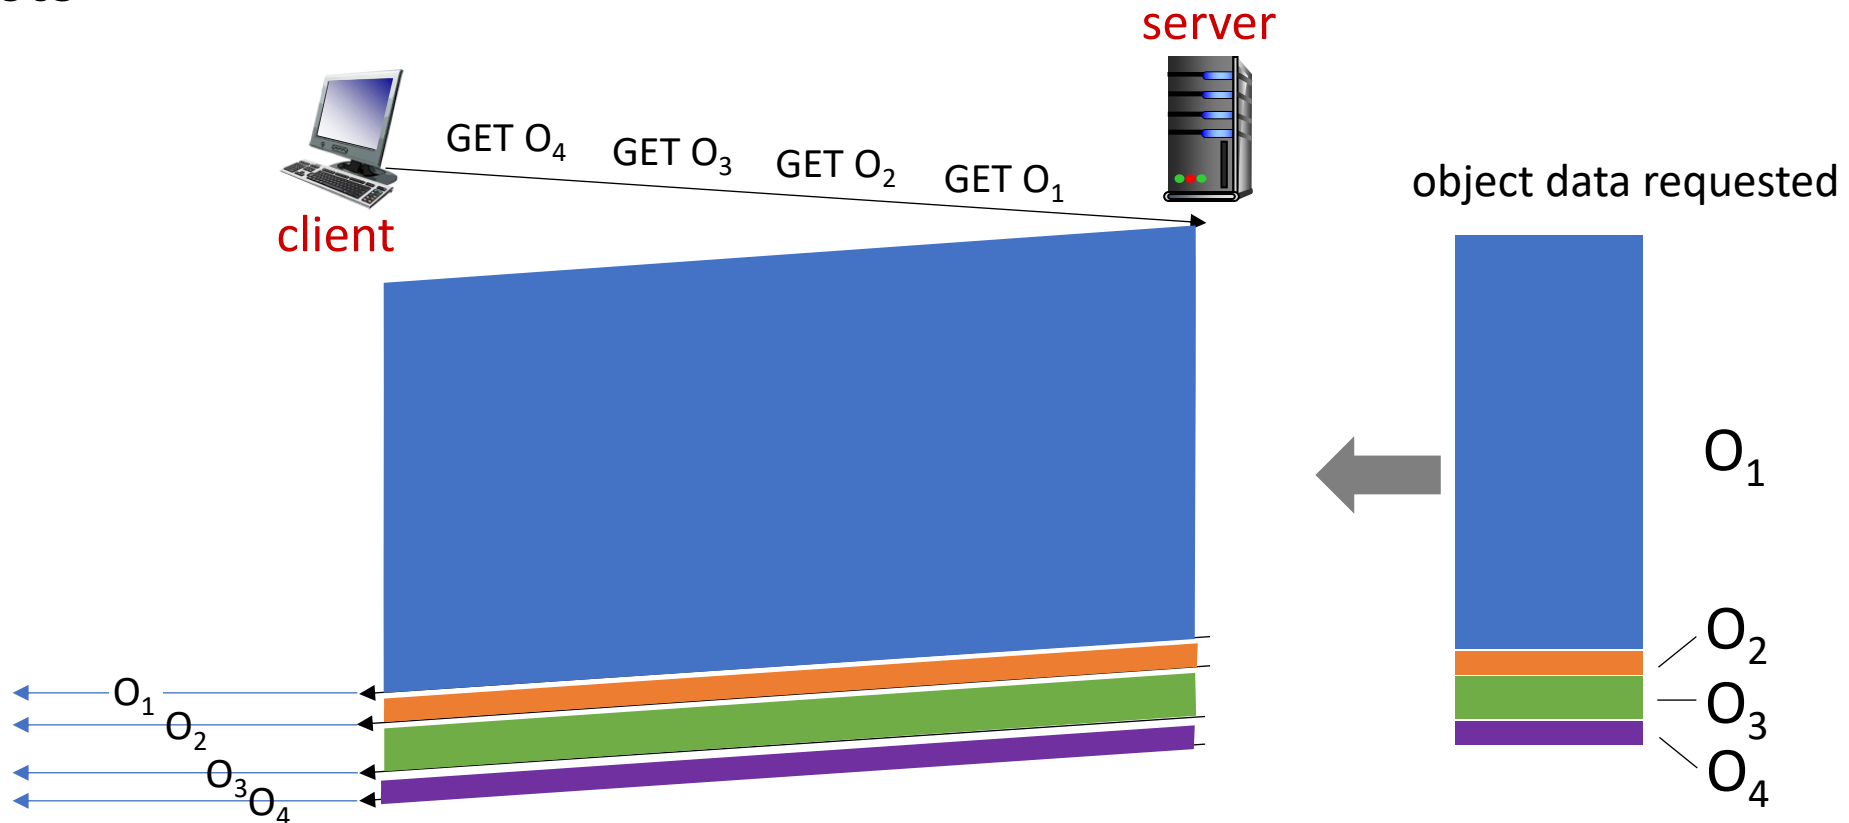 server
GET O₄ GET O₃ GET O₂ GET O₁
object data requested
client
O₁
O₂
O₃
O₄
O₁
O₂
O₃
O₄